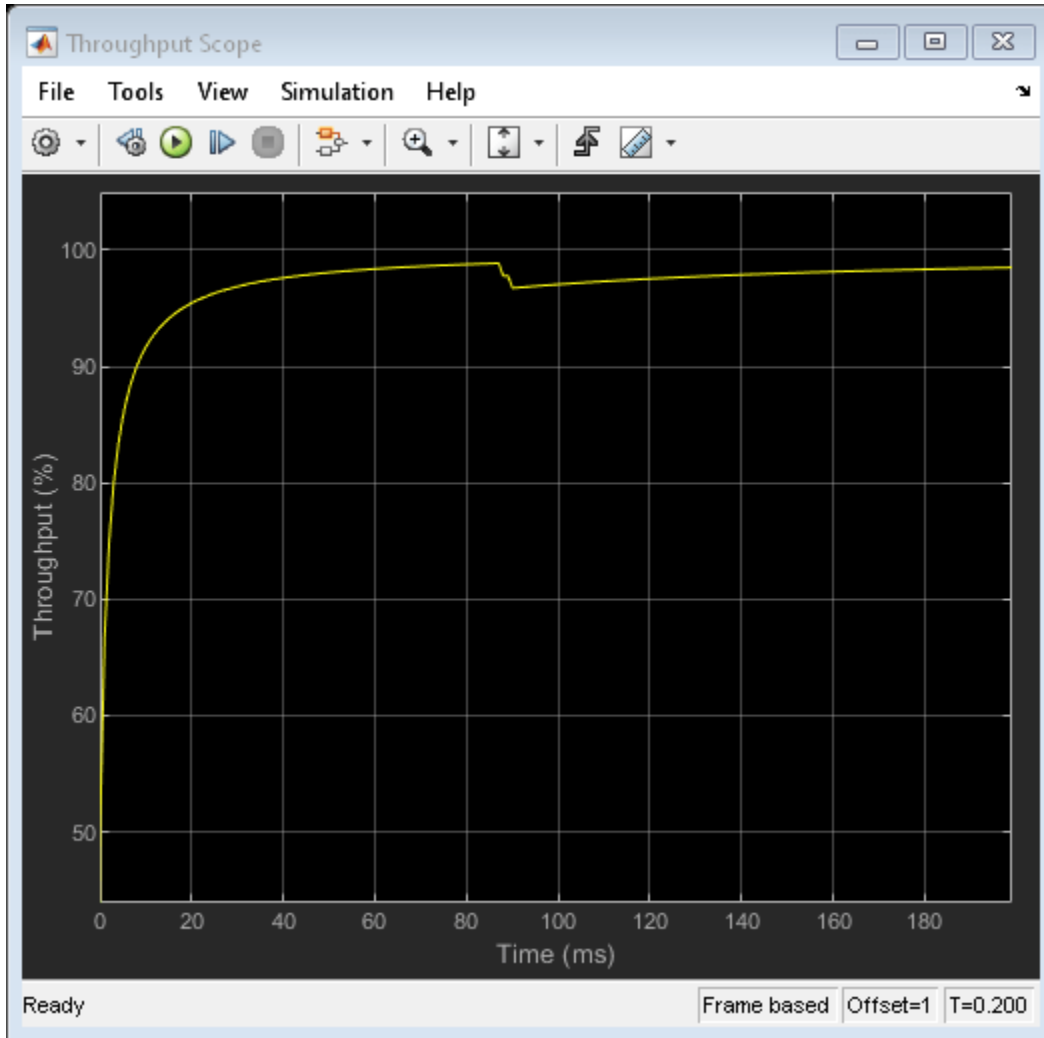 Throughput Scope
File Tools View Simulation Help
100
90
80
70
60
50
Throughput (%)
0 20 40 60 80 100 120 140 160 180
Time (ms)
Ready Frame based Offset=1 T=0.200